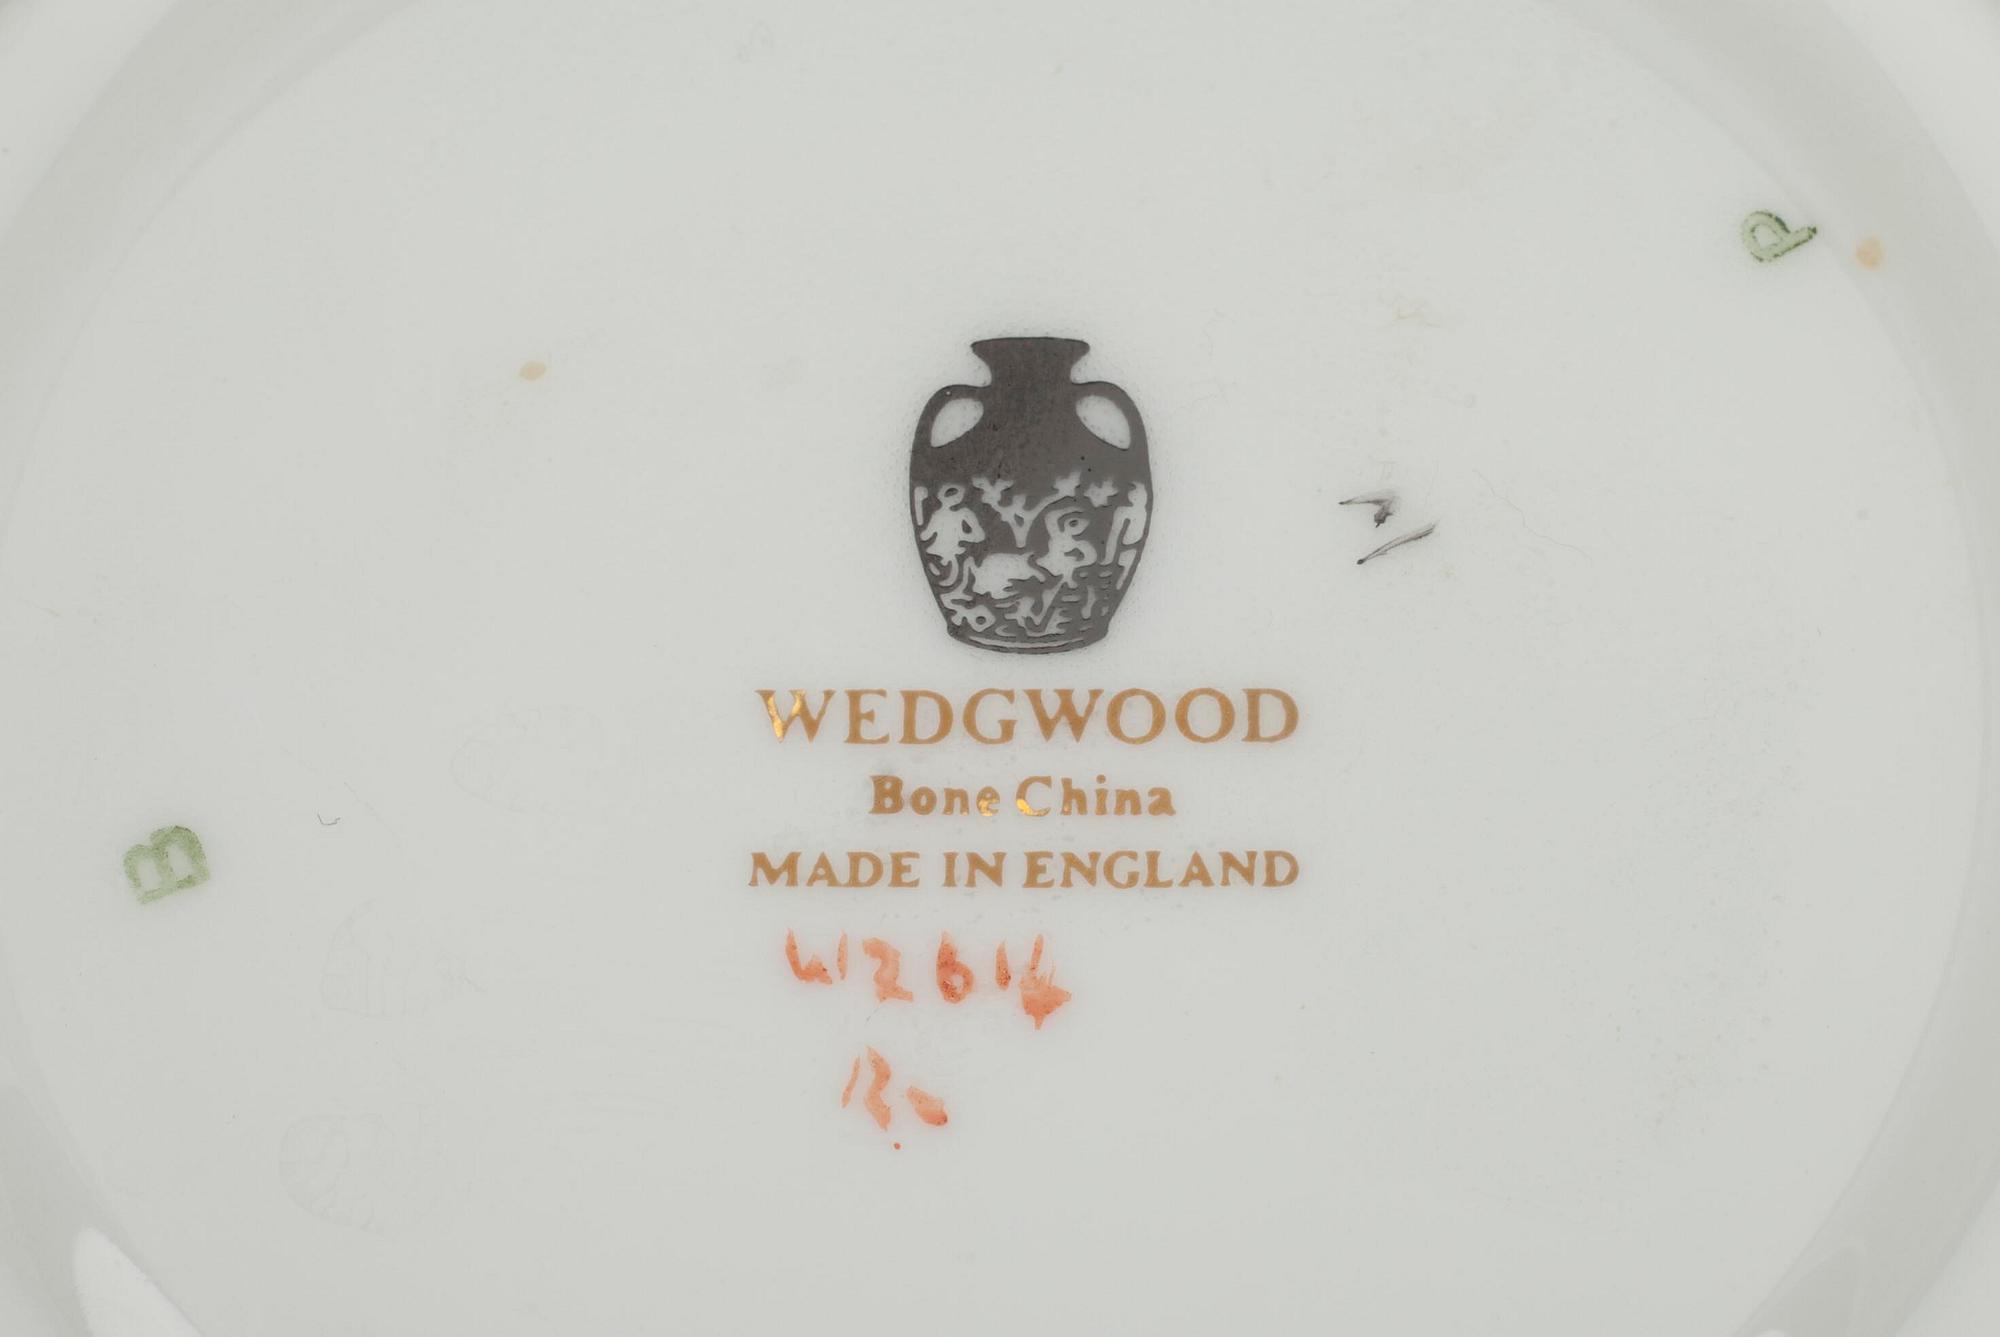 P
WEDGWOOD
Bone China
MADE IN ENGLAND
B
W2614